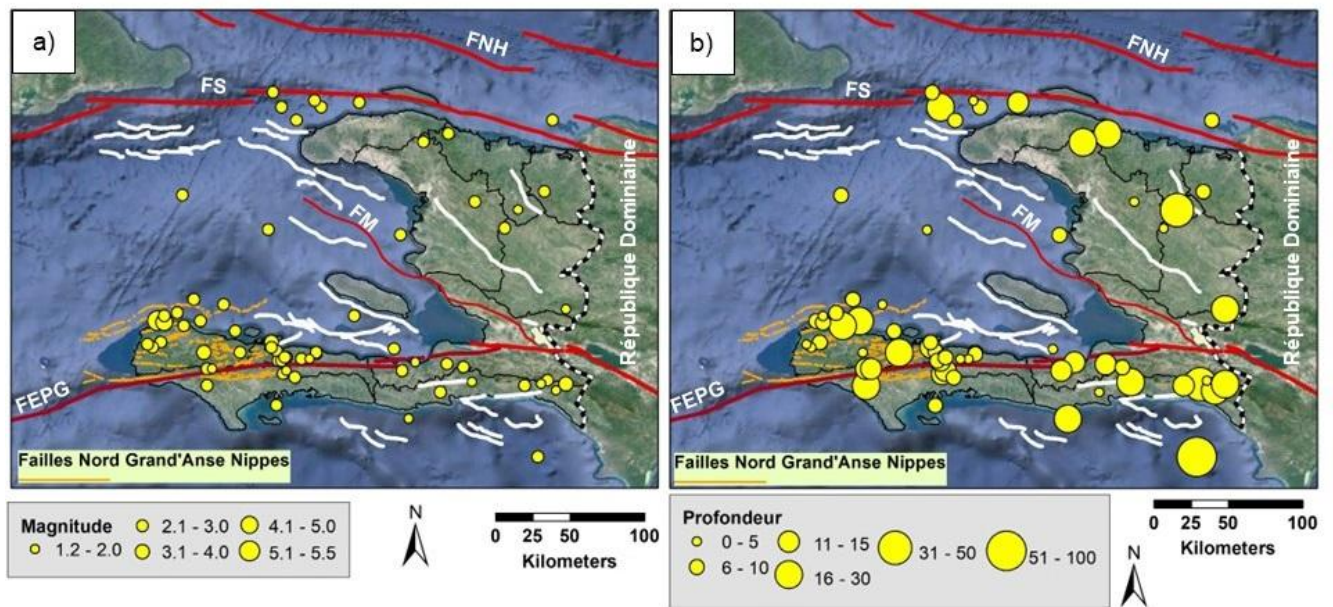 a)
FNH
FS
FM
FEPG
République Dominiaine
Failles Nord Grand'Anse Nippes
Magnitude
1.2 - 2.0
2.1 - 3.0
3.1 - 4.0
4.1 - 5.0
5.1 - 5.5
N
0 25 50 100
Kilometers
b)
FNH
FS
FM
FEPG
République Dominiaine
Failles Nord Grand'Anse Nippes
Profondeur
0 - 5
6 - 10
11 - 15
16 - 30
31 - 50
51 - 100
0 25 50 100
Kilometers
N